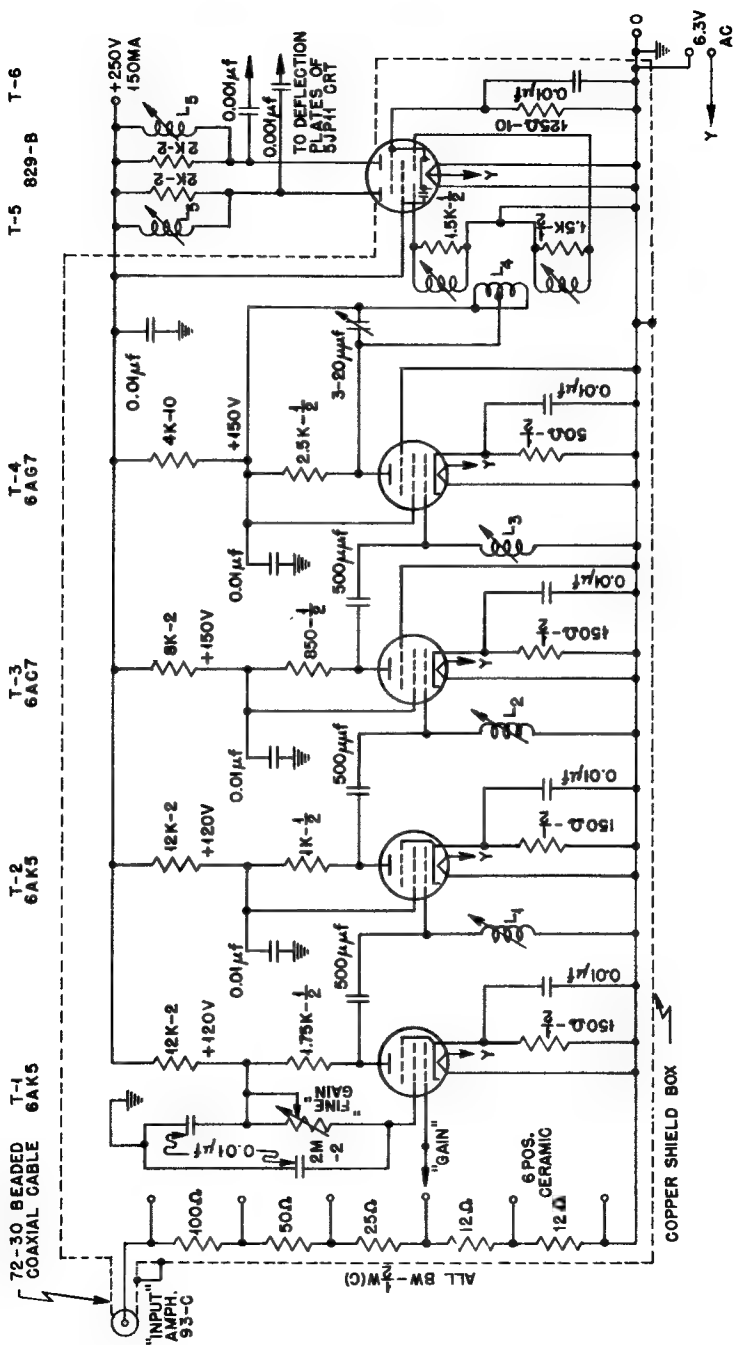 72-30 BEADED
COAXIAL CABLE
T-1
6AK5
T-2
6AK5
T-3
6AC7
T-4
6AG7
T-5 829-B T-6
"INPUT"
AMPH.
93-C
+250V
150MA
12K-2
+120V
12K-2
+120V
8K-2
+150V
4K-10
+150V
0.01µf
L5
2K-2
2K-2
L5
0.001µf
0.001µf
TO DEFLECTION
PLATES OF
5JP11 CRT
0.01µf
2M
-2
"FINE"
GAIN"
1.75K-½
0.01µf
1K-½
0.01µf
850-½
0.01µf
2.5K-½
3-20µµf
500µµf
500µµf
500µµf
L4
1.5K-½
1.5K-½
125Ω-10
0.01µf
"GAIN"
100Ω
50Ω
25Ω
12Ω
12Ω
6 POS.
CERAMIC
ALL BW-½W(C)
Y
150Ω-½
0.01µf
L1
Y
150Ω-½
0.01µf
L2
Y
150Ω-½
0.01µf
L3
Y
50Ω-½
0.01µf
Y
COPPER SHIELD BOX
0
6.3V
AC
Y